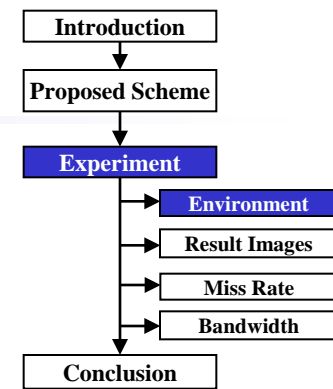 Introduction
Proposed Scheme
Experiment
Environment
Result Images
Miss Rate
Bandwidth
Conclusion